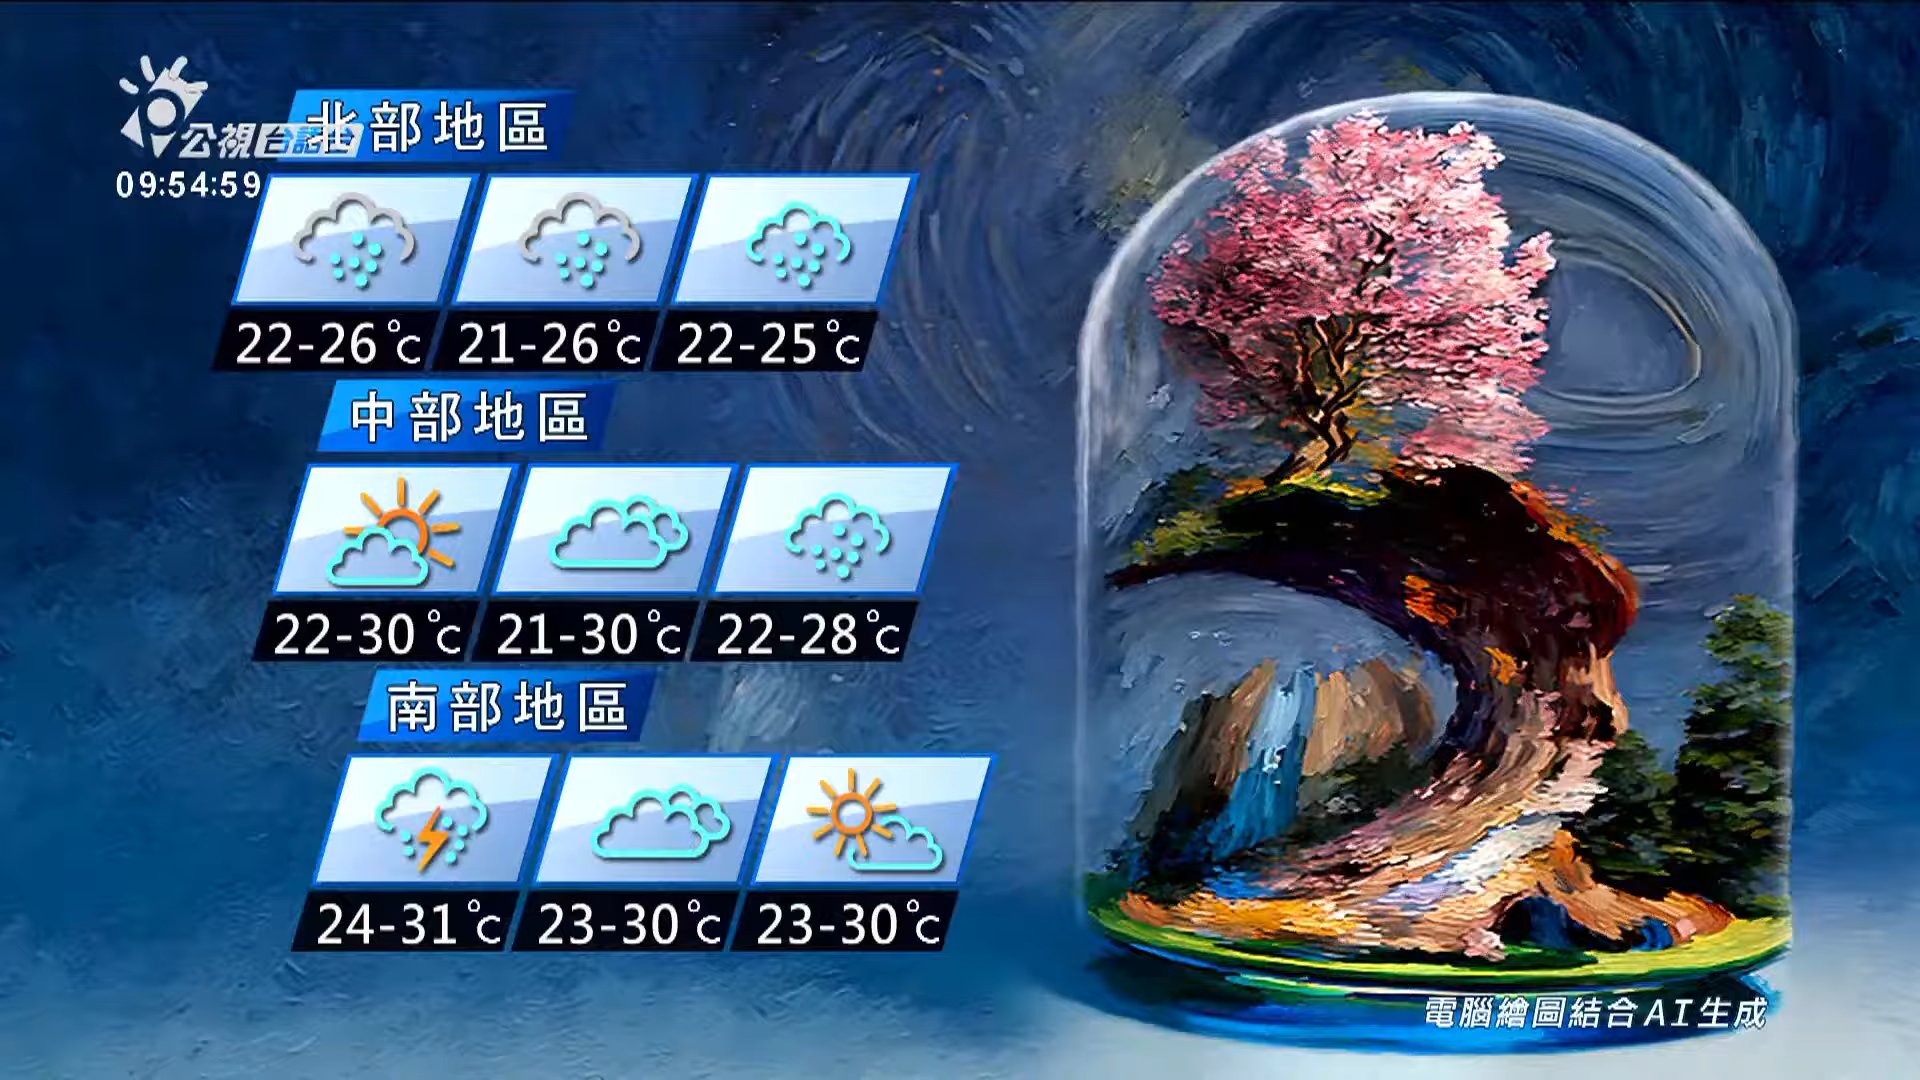 北部地區
公視台語台
09:54:59
22-26℃ 21-26℃ 22-25℃
中部地區
22-30℃ 21-30℃ 22-28℃
南部地區
24-31℃ 23-30℃ 23-30℃
電腦繪圖結合AI生成